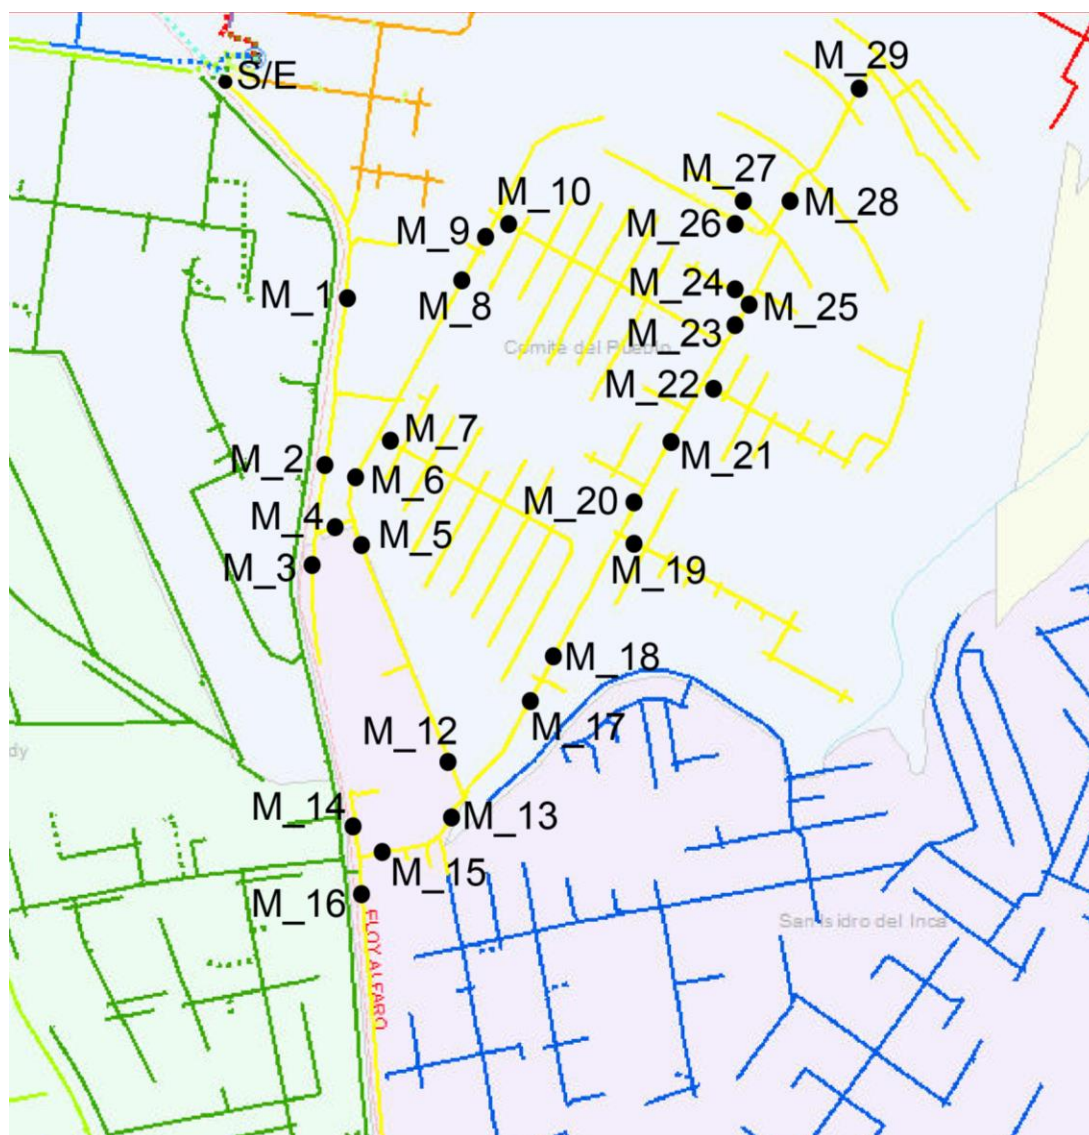 M_29
S/E
M_27
M_10
M_28
M_9
M_26
M_24
M_1
M_8
M_25
M_23
Comite del Pueblo
M_22
M_7
M_21
M_2
M_6
M_20
M_4
M_5
M_19
M_3
M_18
M_17
M_12
dy
M_14
M_13
M_15
M_16
San Isidro del Inca
ELOY ALFARO